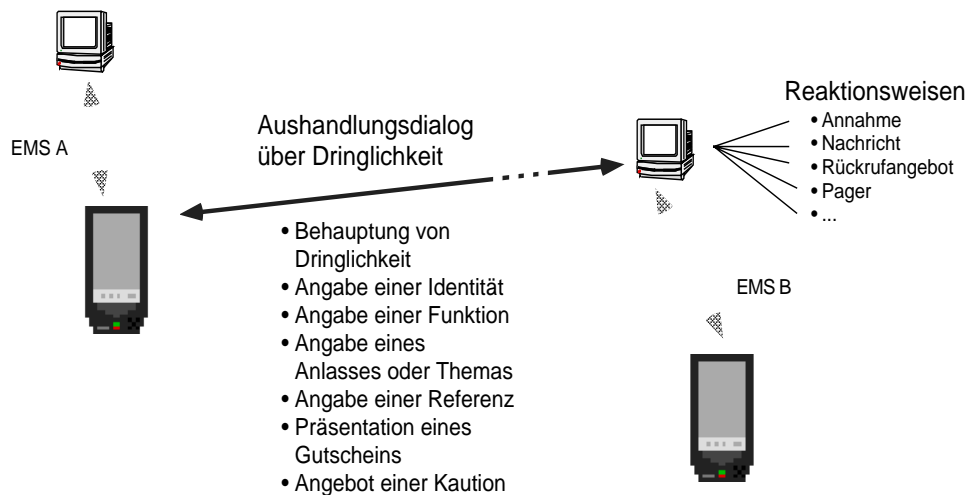 EMS A
Aushandlungsdialog
über Dringlichkeit
• Behauptung von
Dringlichkeit
• Angabe einer Identität
• Angabe einer Funktion
• Angabe eines
Anlasses oder Themas
• Angabe einer Referenz
• Präsentation eines
Gutscheins
• Angebot einer Kaution
Reaktionsweisen
• Annahme
• Nachricht
• Rückrufangebot
• Pager
• ...
EMS B